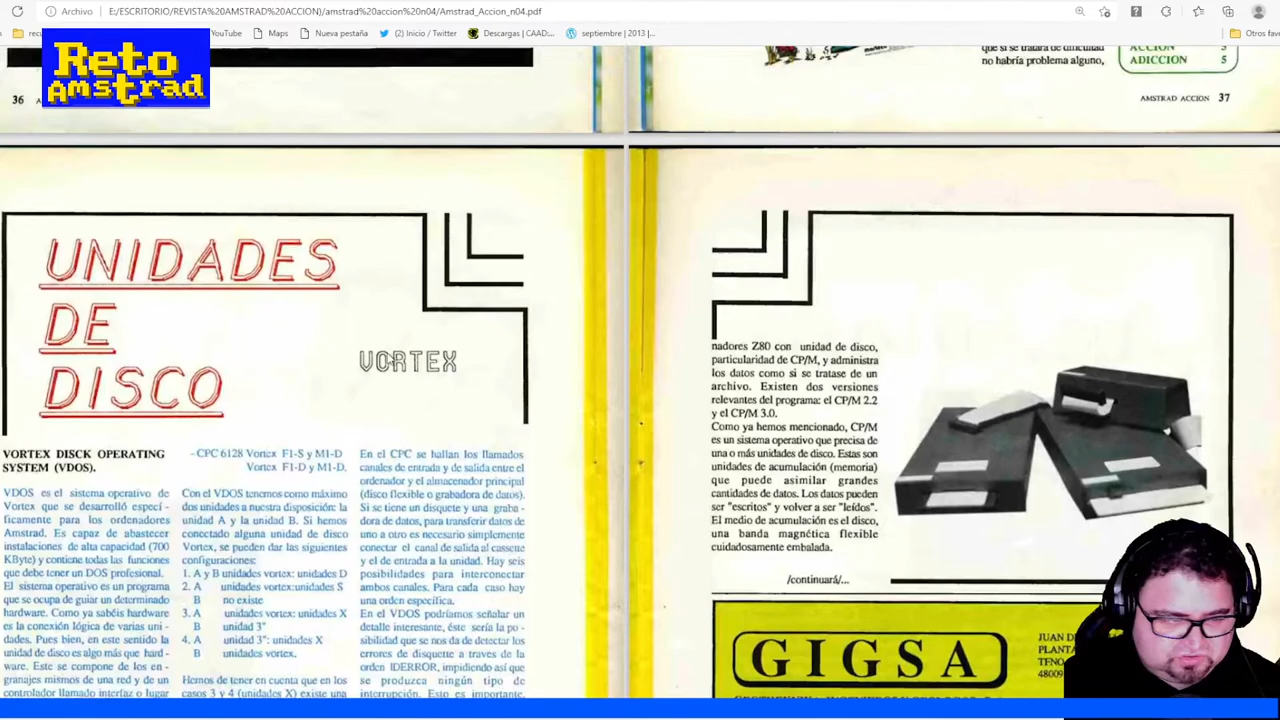 Archivo
E:/ESCRITORIO/REVISTA%20AMSTRAD%20ACCION)/amstrad%20accion%20n04/Amstrad_Accion_n04.pdf
YouTube
Maps
Nueva pestaña
(2) Inicio / Twitter
Descargas | CAAD:...
septiembre | 2013 |...
Otros fav
Reto
Amstrad
36
que si se tratara de dificultad
no habría problema alguno,
ACCION 5
ADICCION 5
AMSTRAD ACCION 37
UNIDADES
DE
DISCO
VORTEX
VORTEX DISCK OPERATING
SYSTEM (VDOS).
VDOS es el sistema operativo de
Vortex que se desarrolló especí -
ficamente para los ordenadores
Amstrad. Es capaz de abastecer
instalaciones de alta capacidad (700
KByte) y contiene todas las funciones
que debe tener un DOS profesional.
El sistema operativo es un programa
que se ocupa de guiar un determinado
hardware. Como ya sabéis hardware
es la conexión lógica de varias uni -
dades. Pues bien, en este sentido la
unidad de disco es algo más que hard -
ware. Este se compone de los en -
granajes mismos de una red y de un
controlador llamado interfaz o lugar
- CPC 6128 Vortex F1-S y M1-D
Vortex F1-D y M1-D.
Con el VDOS tenemos como máximo
dos unidades a nuestra disposición: la
unidad A y la unidad B. Si hemos
conectado alguna unidad de disco
Vortex, se pueden dar las siguientes
configuraciones:
1. A y B unidades vortex: unidades D
2. A unidades vortex:unidades S
B no existe
3. A unidades vortex: unidades X
B unidad 3"
4. A unidad 3": unidades X
B unidades vortex.
Hemos de tener en cuenta que en los
casos 3 y 4 (unidades X) existe una
En el CPC se hallan los llamados
canales de entrada y de salida entre el
ordenador y el almacenador principal
(disco flexible o grabadora de datos).
Si se tiene un disquete y una graba -
dora de datos, para transferir datos de
uno a otro es necesario simplemente
conectar el canal de salida al cassette
y el de entrada a la unidad. Hay seis
posibilidades para interconectar
ambos canales. Para cada caso hay
una orden específica.
En el VDOS podríamos señalar un
detalle interesante, éste sería la po -
sibilidad que se nos da de detectar los
errores de disquette a través de la
orden IDERROR, impidiendo así que
se produzca ningún tipo de
interrupción. Esto es importante,
nadores Z80 con unidad de disco,
particularidad de CP/M, y administra
los datos como si se tratase de un
archivo. Existen dos versiones
relevantes del programa: el CP/M 2.2
y el CP/M 3.0.
Como ya hemos mencionado, CP/M
es un sistema operativo que precisa de
una o más unidades de disco. Estas son
unidades de acumulación (memoria)
que puede asimilar grandes
cantidades de datos. Los datos pueden
ser "escritos" y volver a ser "leídos".
El medio de acumulación es el disco,
una banda magnética flexible
cuidadosamente embalada.
/continuará/...
GIGSA
JUAN DE
PLANTA
TFNO
48009